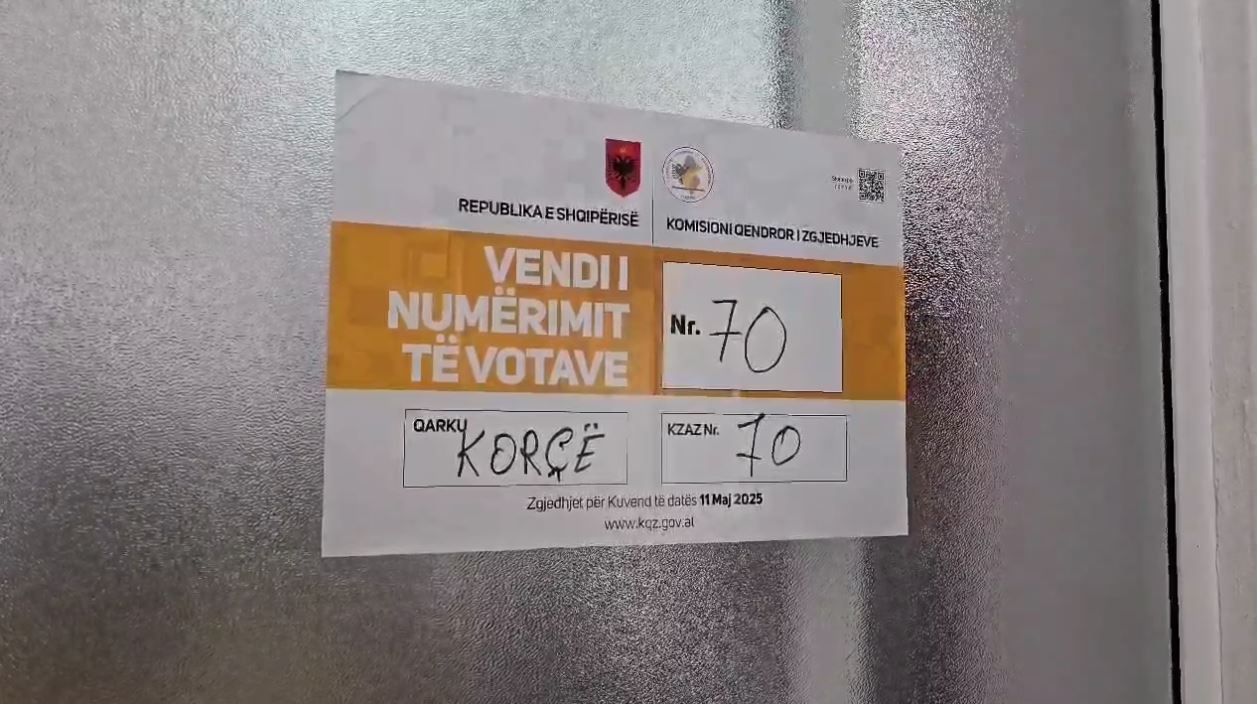 REPUBLIKA E SHQIPËRISË
KOMISIONI QENDROR I ZGJEDHJEVE
VENDI I
NUMËRIMIT
TË VOTAVE
Nr. 70
QARKU KORÇË
KZAZ Nr. 70
Zgjedhjet për Kuvend të datës 11 Maj 2025
www.kqz.gov.al